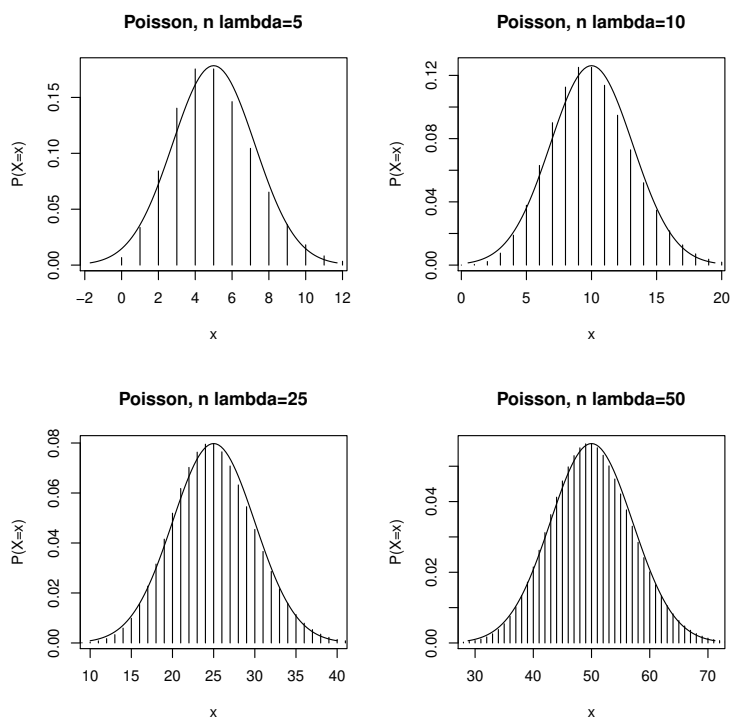 Poisson, n lambda=5
P(X=x)
0.00 0.05 0.10 0.15
−2 0 2 4 6 8 10 12
x
Poisson, n lambda=10
P(X=x)
0.00 0.04 0.08 0.12
0 5 10 15 20
x
Poisson, n lambda=25
P(X=x)
0.00 0.02 0.04 0.06 0.08
10 15 20 25 30 35 40
x
Poisson, n lambda=50
P(X=x)
0.00 0.02 0.04
30 40 50 60 70
x